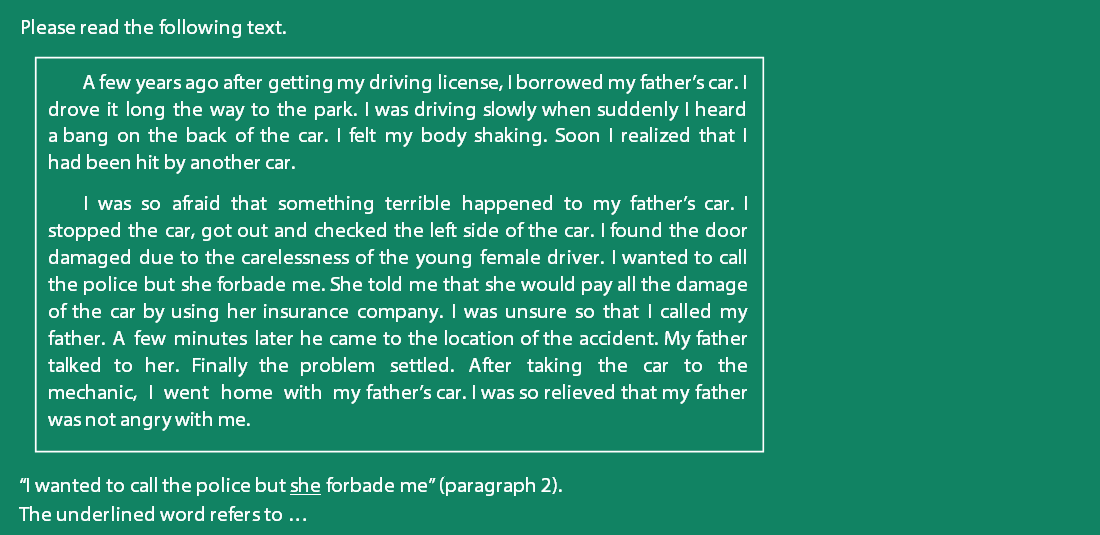 Please read the following text.
A few years ago after getting my driving license, I borrowed my father's car. I
drove it long the way to the park. I was driving slowly when suddenly I heard
a bang on the back of the car. I felt my body shaking. Soon I realized that I
had been hit by another car.
I was so afraid that something terrible happened to my father's car. I
stopped the car, got out and checked the left side of the car. I found the door
damaged due to the carelessness of the young female driver. I wanted to call
the police but she forbade me. She told me that she would pay all the damage
of the car by using her insurance company. I was unsure so that I called my
father. A few minutes later he came to the location of the accident. My father
talked to her. Finally the problem settled. After taking the car to the
mechanic, I went home with my father's car. I was so relieved that my father
was not angry with me.
"I wanted to call the police but she forbade me" (paragraph 2).
The underlined word refers to …